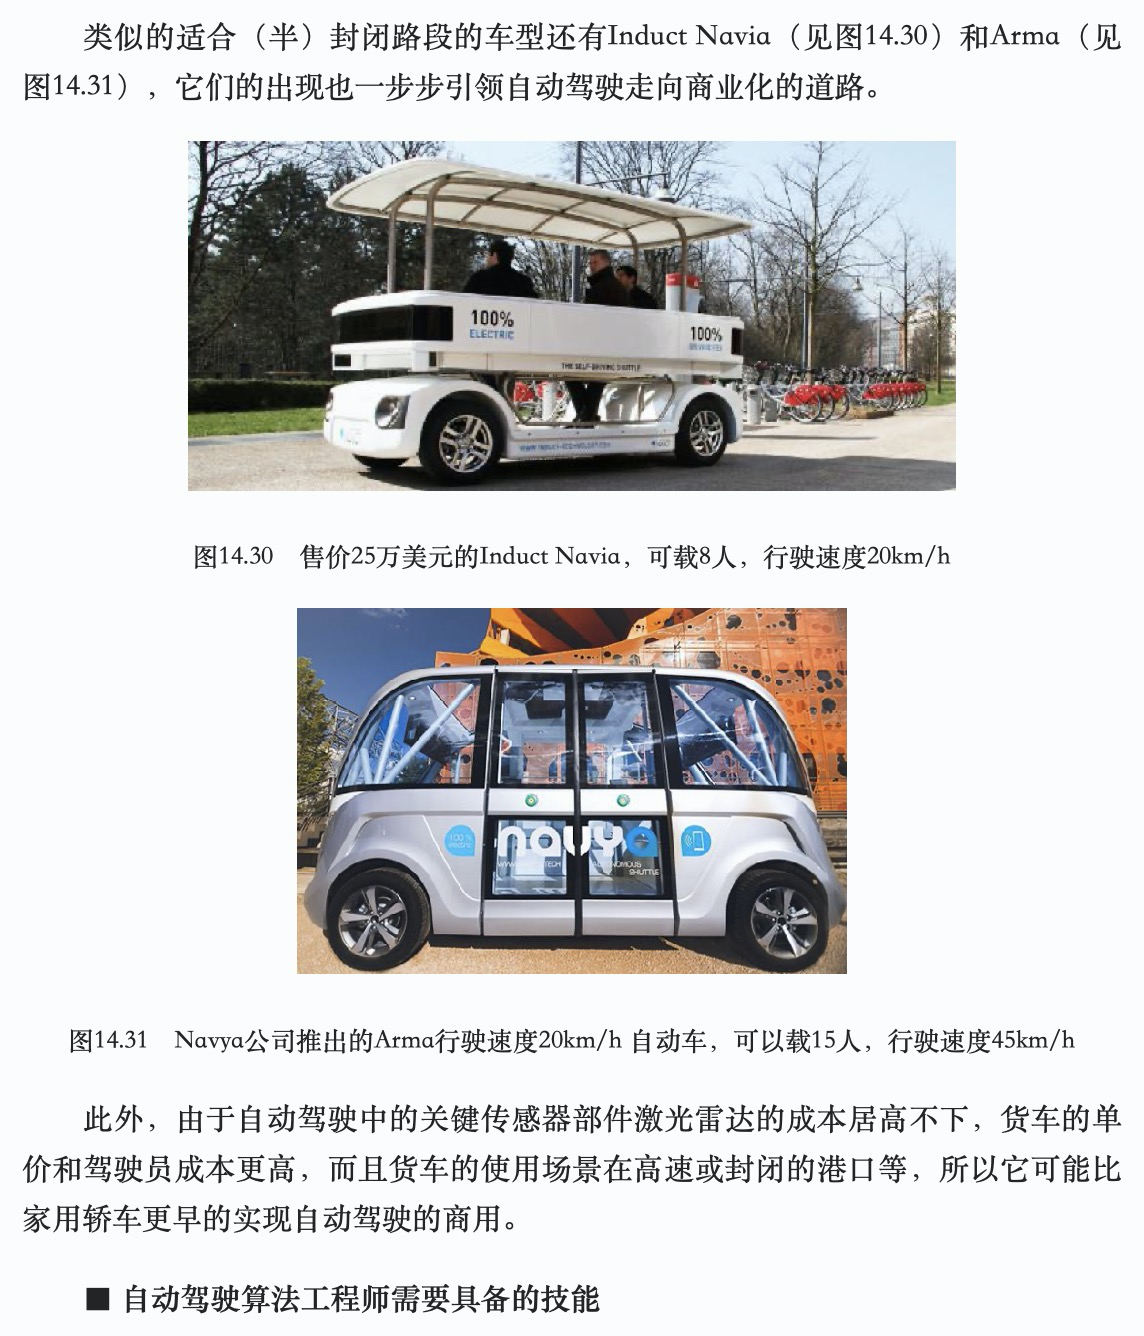 类似的适合（半）封闭路段的车型还有Induct Navia（见图14.30）和Arma（见
图14.31），它们的出现也一步步引领自动驾驶走向商业化的道路。
100%
ELECTRIC
100%
THE SELF-DRIVING SHUTTLE
图14.30 售价25万美元的Induct Navia，可载8人，行驶速度20km/h
100%
navya
AUTONOMOUS
SHUTTLE
图14.31 Navya公司推出的Arma行驶速度20km/h 自动车，可以载15人，行驶速度45km/h
此外，由于自动驾驶中的关键传感器部件激光雷达的成本居高不下，货车的单
价和驾驶员成本更高，而且货车的使用场景在高速或封闭的港口等，所以它可能比
家用轿车更早的实现自动驾驶的商用。
■ 自动驾驶算法工程师需要具备的技能